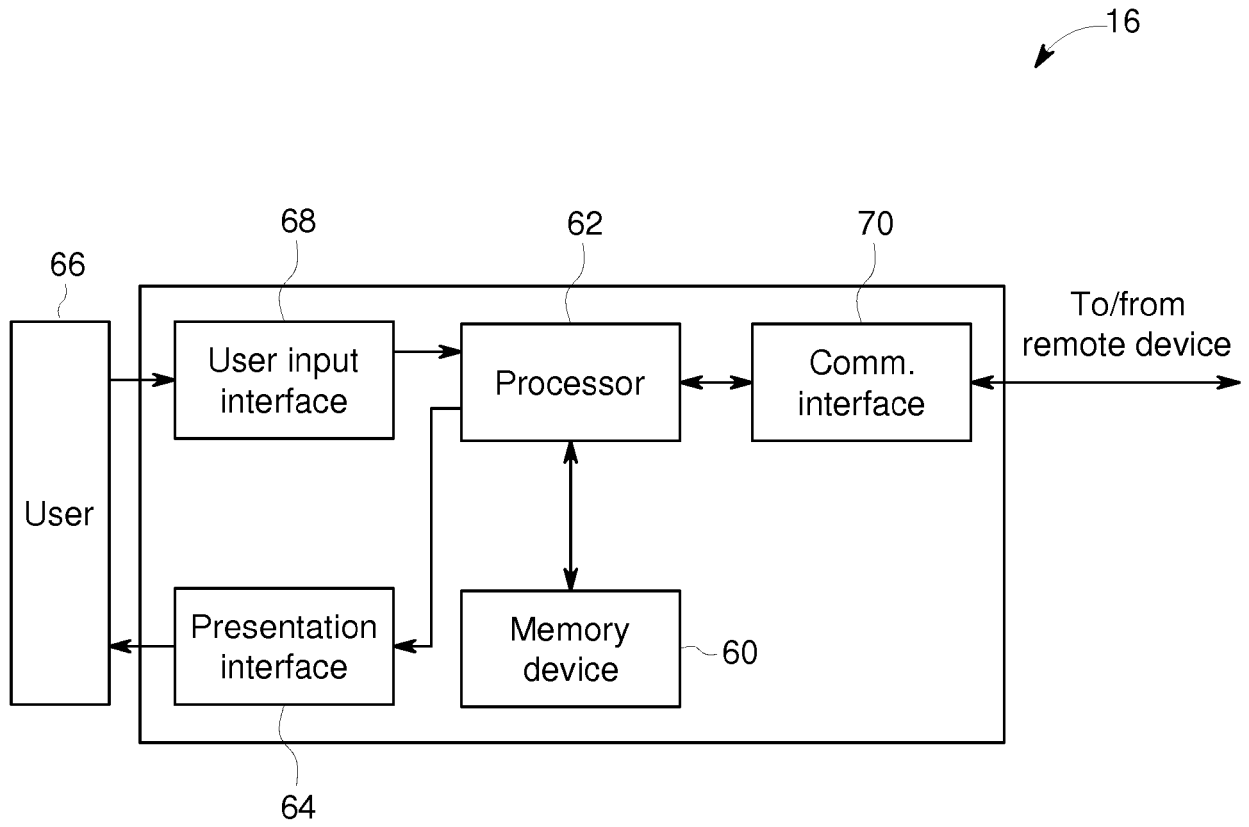 16
68
62
70
66
To/from
remote device
User input
interface
Processor
Comm.
interface
User
Presentation
interface
Memory
device
60
64